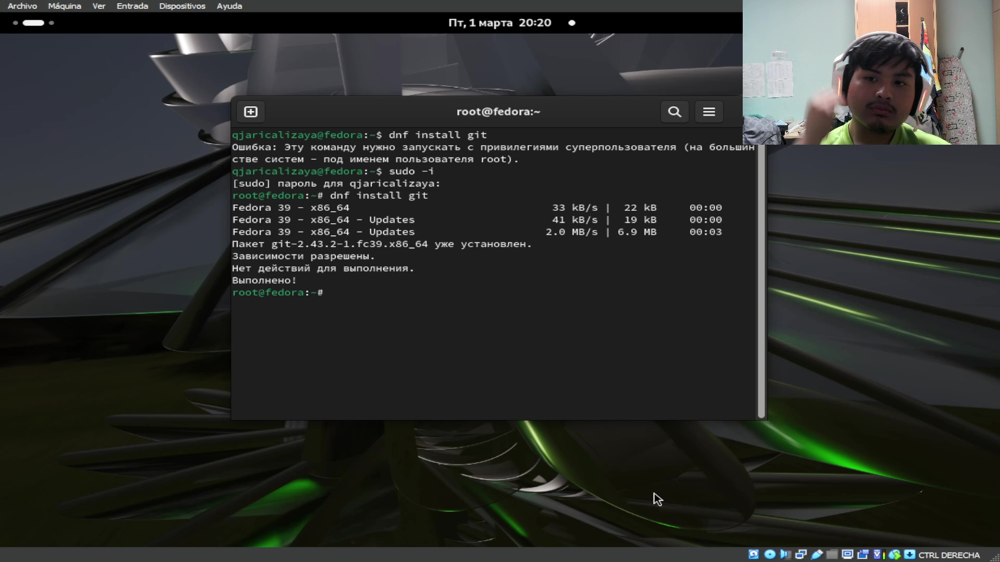 Archivo Máquina Ver Entrada Dispositivos Ayuda
Пт, 1 марта 20:20
root@fedora:~
qjaricalizaya@fedora:~$ dnf install git
Ошибка: Эту команду нужно запускать с привилегиями суперпользователя (на большин
стве систем - под именем пользователя root).
qjaricalizaya@fedora:~$ sudo -i
[sudo] пароль для qjaricalizaya:
root@fedora:~# dnf install git
Fedora 39 - x86_64 33 kB/s | 22 kB 00:00
Fedora 39 - x86_64 - Updates 41 kB/s | 19 kB 00:00
Fedora 39 - x86_64 - Updates 2.0 MB/s | 6.9 MB 00:03
Пакет git-2.43.2-1.fc39.x86_64 уже установлен.
Зависимости разрешены.
Нет действий для выполнения.
Выполнено!
root@fedora:~#
CTRL DERECHA